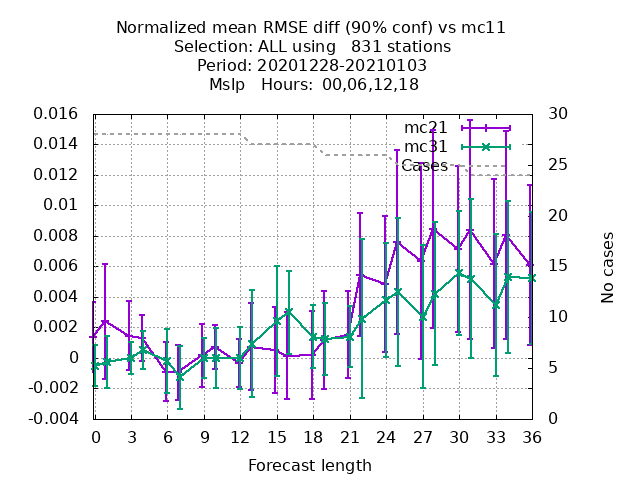 Normalized mean RMSE diff (90% conf) vs mc11
Selection: ALL using   831 stations
Period: 20201228-20210103
Mslp   Hours: 00,06,12,18
0.016
0.014
0.012
0.01
0.008
0.006
0.004
0.002
0
-0.002
-0.004
30
25
20
15
10
5
0
No cases
mc21
mc31
Cases
0 3 6 9 12 15 18 21 24 27 30 33 36
Forecast length